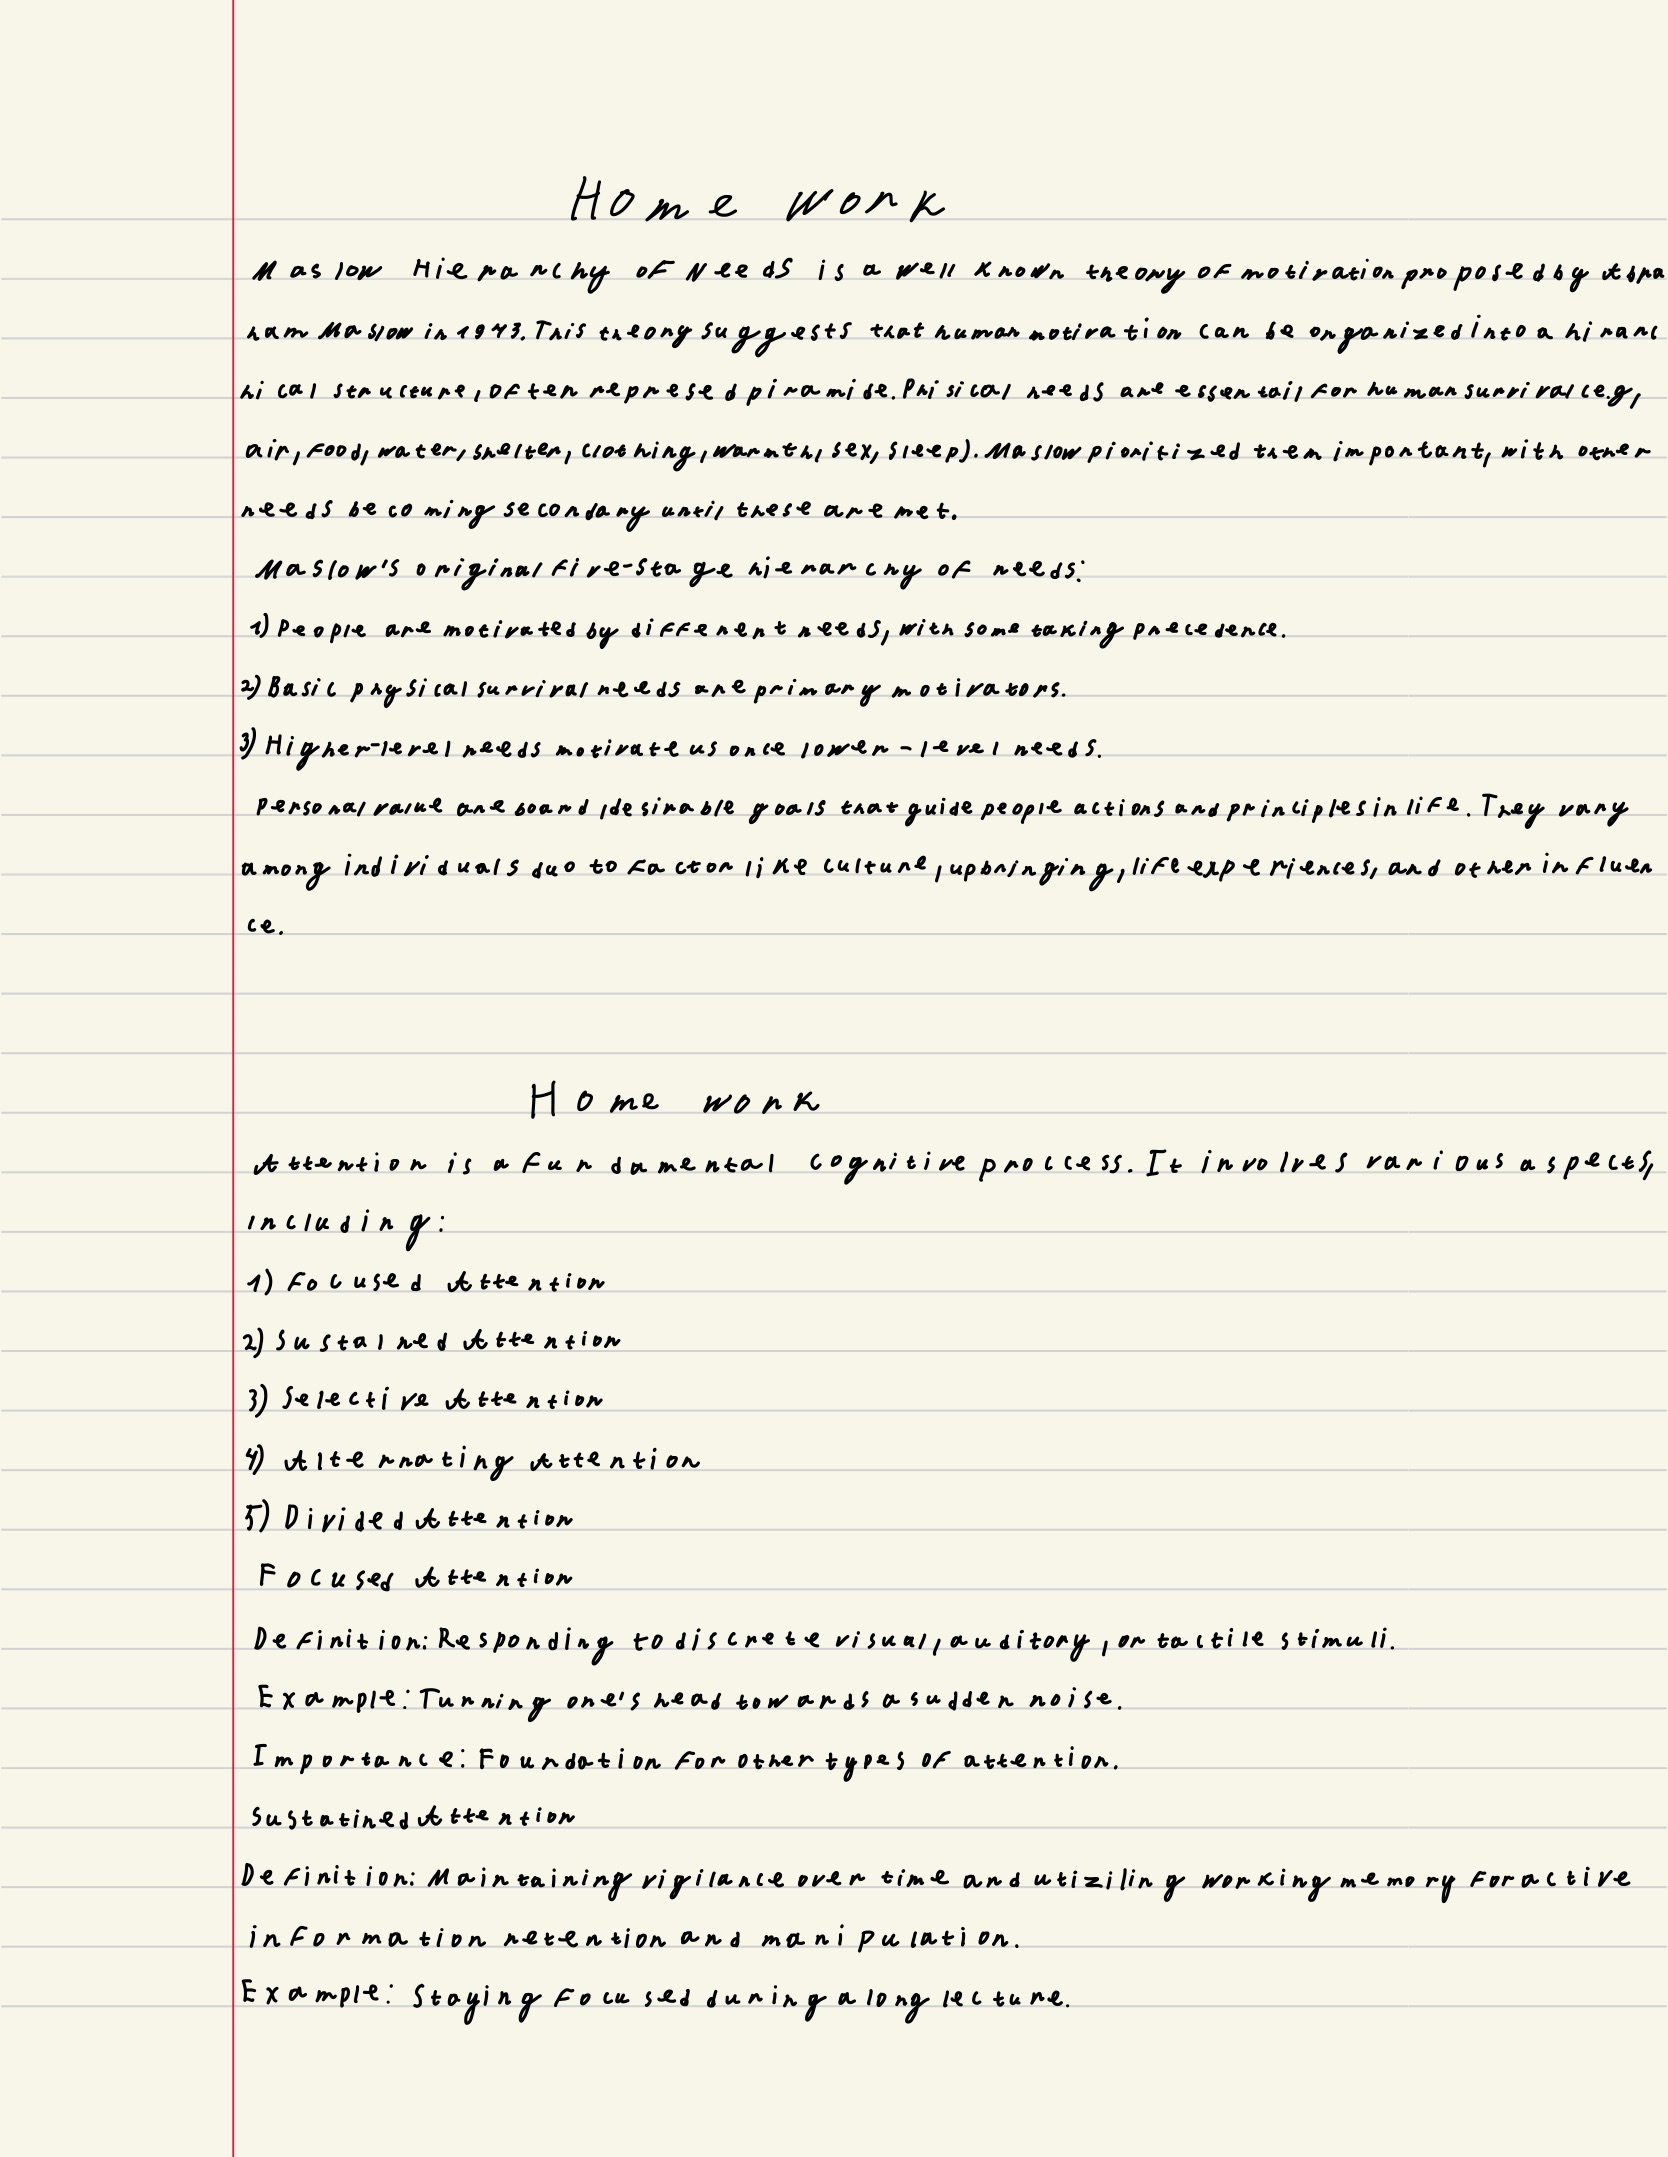 Home work
Maslow Hierarchy of Needs is a well known theory of motivation proposed by Abra
ham Maslow in 1943. This theory suggests that human motivation can be organized into a hirarc
hical structure, often represed piramide. Phisical needs are essentail for human survival (e.g,
air, food, water, shelter, clothing, warmth, sex, sleep). Maslow pioritized them important, with other
needs becoming secondary until these are met.
Maslow's original five-stage hierarchy of needs:
1) People are motivated by different needs, with some taking precedence.
2) Basic physical survival needs are primary motivators.
3) Higher-level needs motivate us once lower-level needs.
Personal value are board, desirable goals that guide people actions and principles in life. They vary
among individuals duo to factor like culture, upbringing, life experiences, and other influen
ce.
Home work
Attention is a fundamental cognitive proccess. It involves various aspects,
including:
1) Focused Attention
2) Sustained Attention
3) Selective Attention
4) Alternating Attention
5) Divided Attention
Focused Attention
Definition: Responding to discrete visual, auditory, or tactile stimuli.
Example: Turning one's head towards a sudden noise.
Importance: Foundation for other types of attention.
Sustatined Attention
Definition: Maintaining vigilance over time and utiziling working memory for active
information retention and manipulation.
Example: Staying focused during a long lecture.